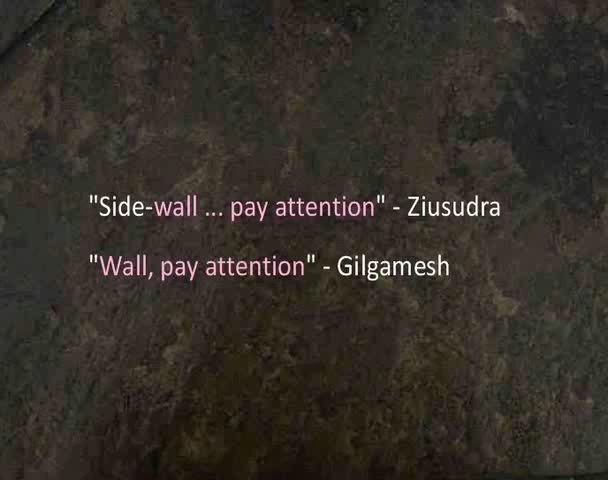 "Side-wall ... pay attention" - Ziusudra
"Wall, pay attention" - Gilgamesh